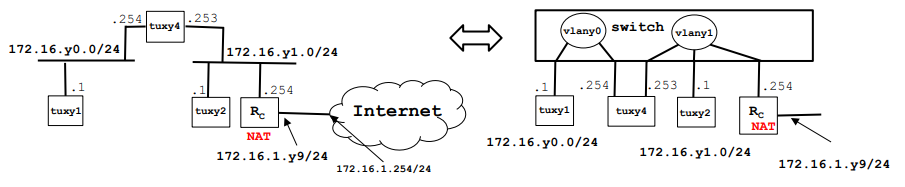 .254
tuxy4
.253
172.16.y0.0/24
172.16.y1.0/24
.1
tuxy1
.1
tuxy2
.254
RC
NAT
Internet
172.16.1.y9/24
172.16.1.254/24
vlany0
switch
vlany1
.1
.254
.253
.1
.254
tuxy1
tuxy4
tuxy2
RC
NAT
172.16.y0.0/24
172.16.y1.0/24
172.16.1.y9/24